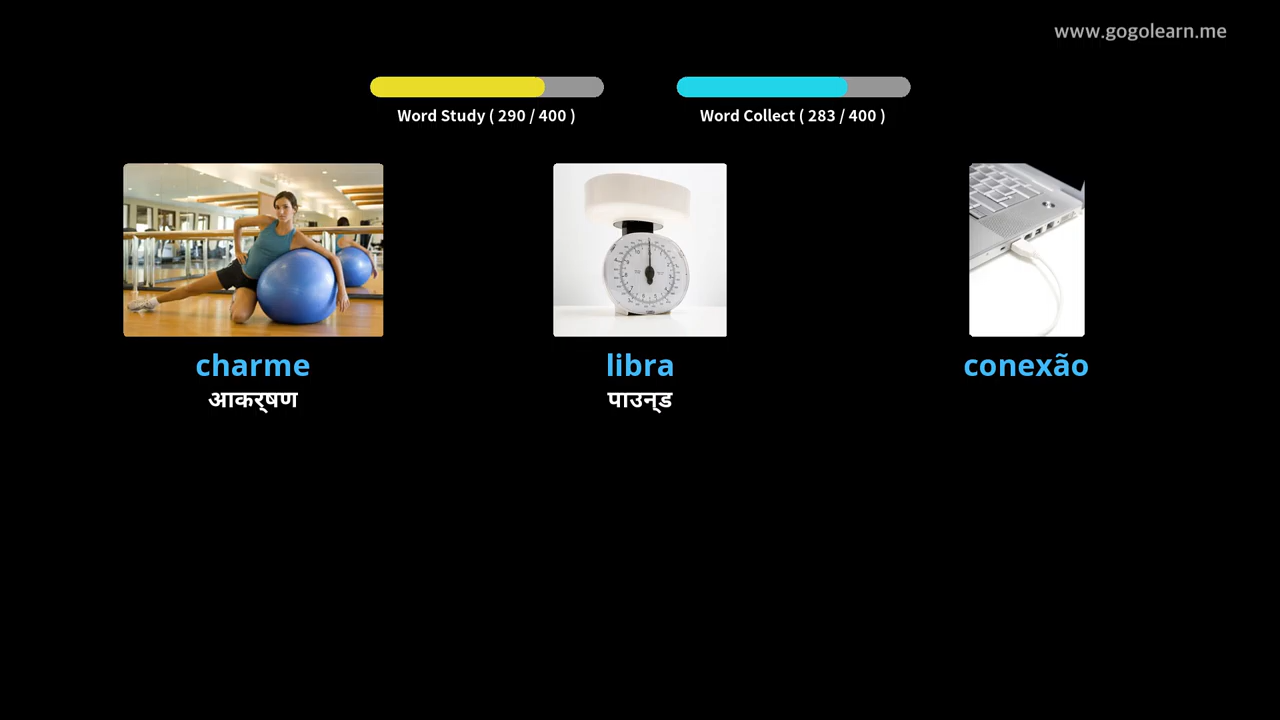 www.gogolearn.me
Word Study ( 290 / 400 )
Word Collect ( 283 / 400 )
charme
libra
conexão
आकर्षण
पाउन्ड